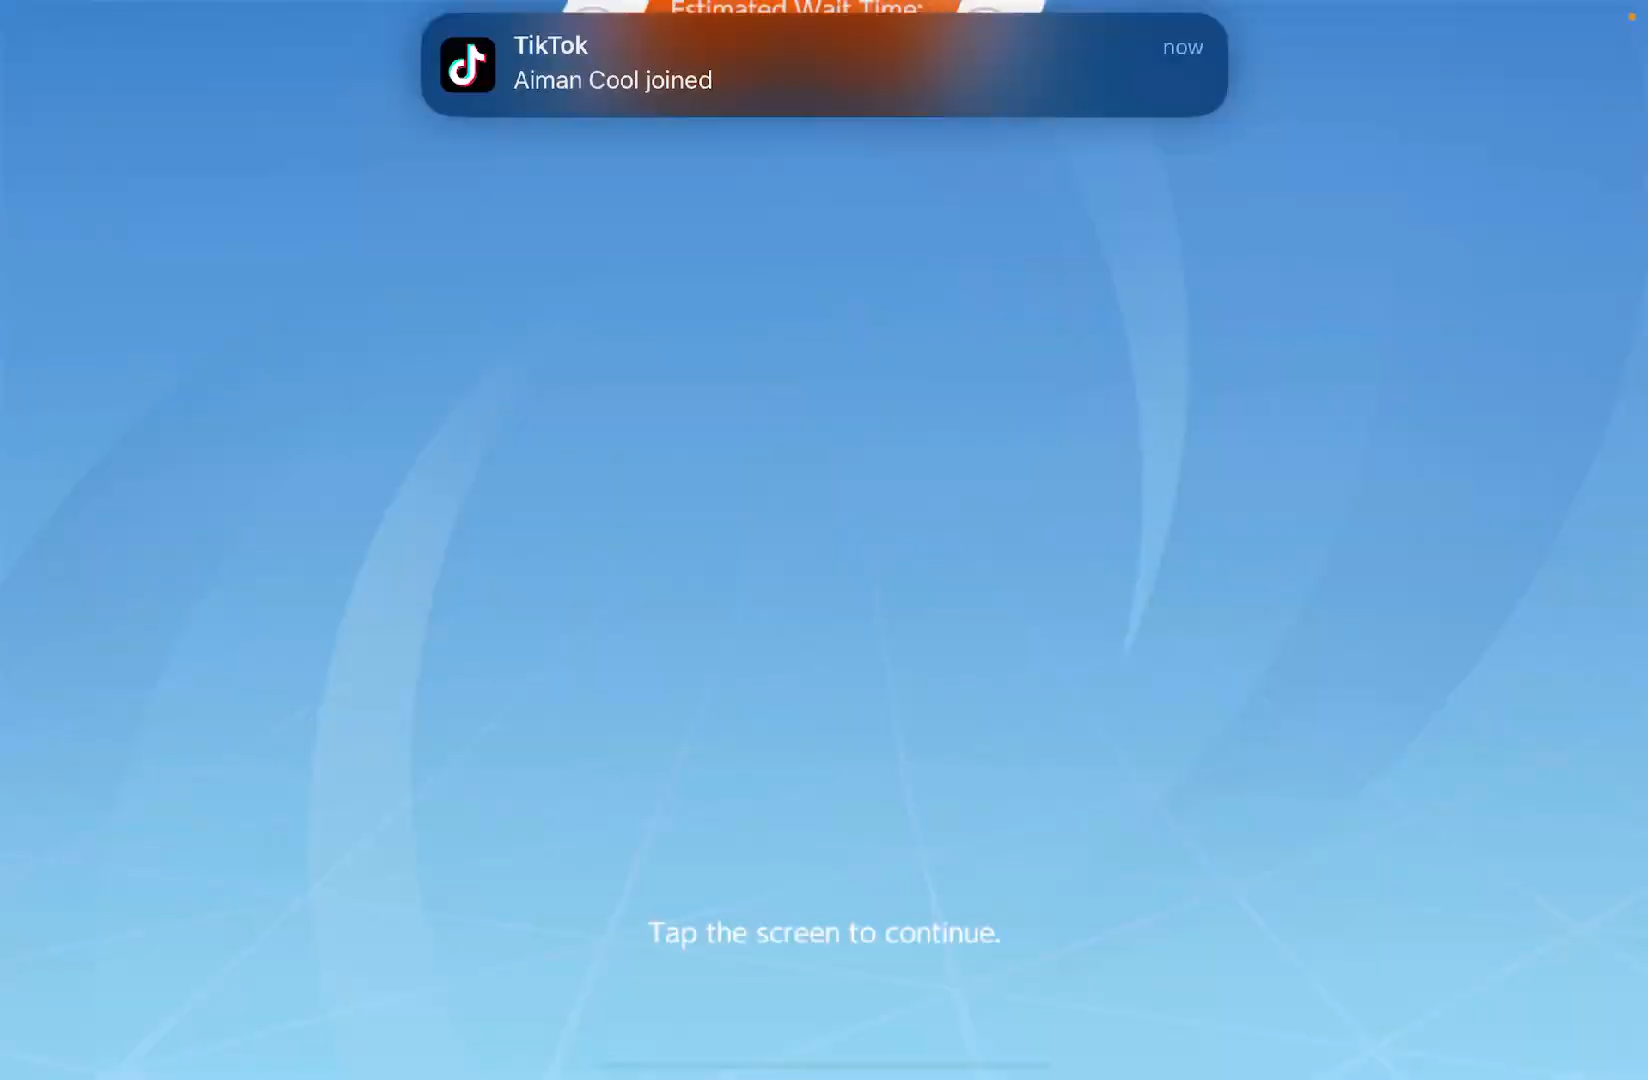 Estimated Wait Time:
TikTok
now
Aiman Cool joined
Tap the screen to continue.